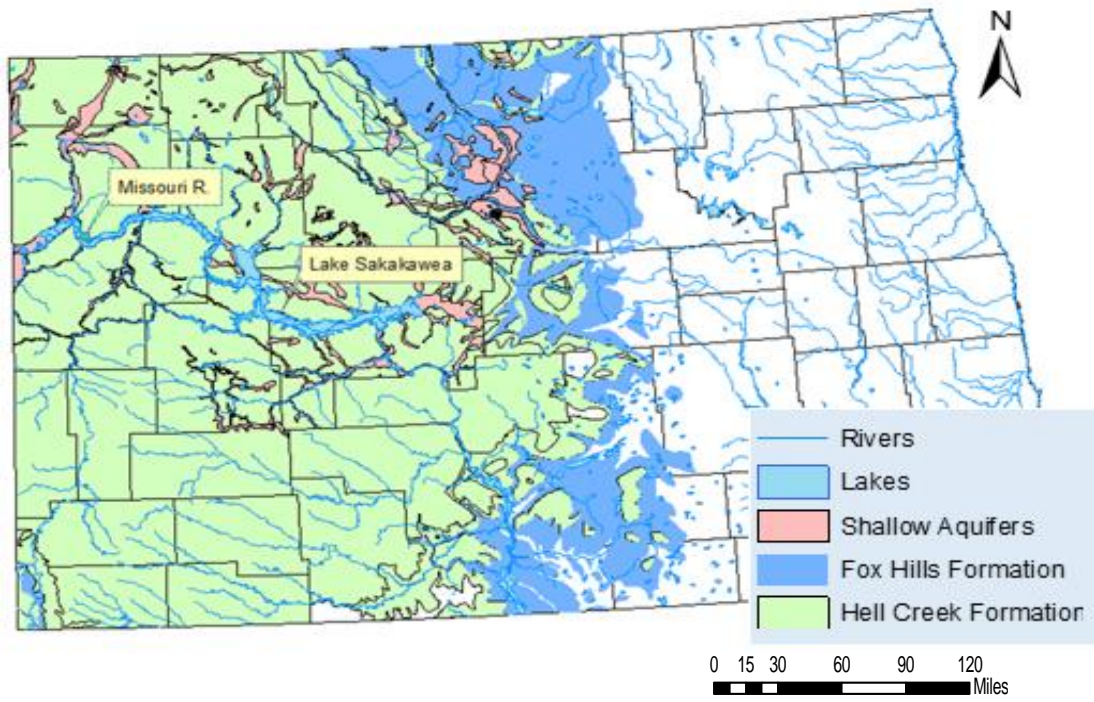 N
Missouri R.
Lake Sakakawea
Rivers
Lakes
Shallow Aquifers
Fox Hills Formation
Hell Creek Formation
0 15 30 60 90 120
Miles